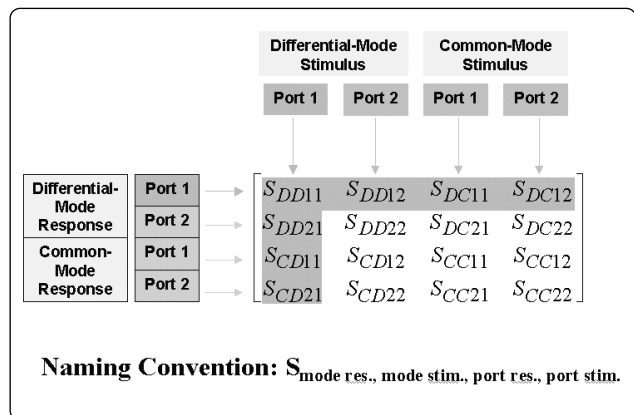 Differential-Mode Stimulus Common-Mode Stimulus
Port 1 Port 2 Port 1 Port 2
Differential-Mode Response
Port 1 S_DD11 S_DD12 S_DC11 S_DC12
Port 2 S_DD21 S_DD22 S_DC21 S_DC22
Common-Mode Response
Port 1 S_CD11 S_CD12 S_CC11 S_CC12
Port 2 S_CD21 S_CD22 S_CC21 S_CC22
Naming Convention: S_mode res., mode stim., port res., port stim.